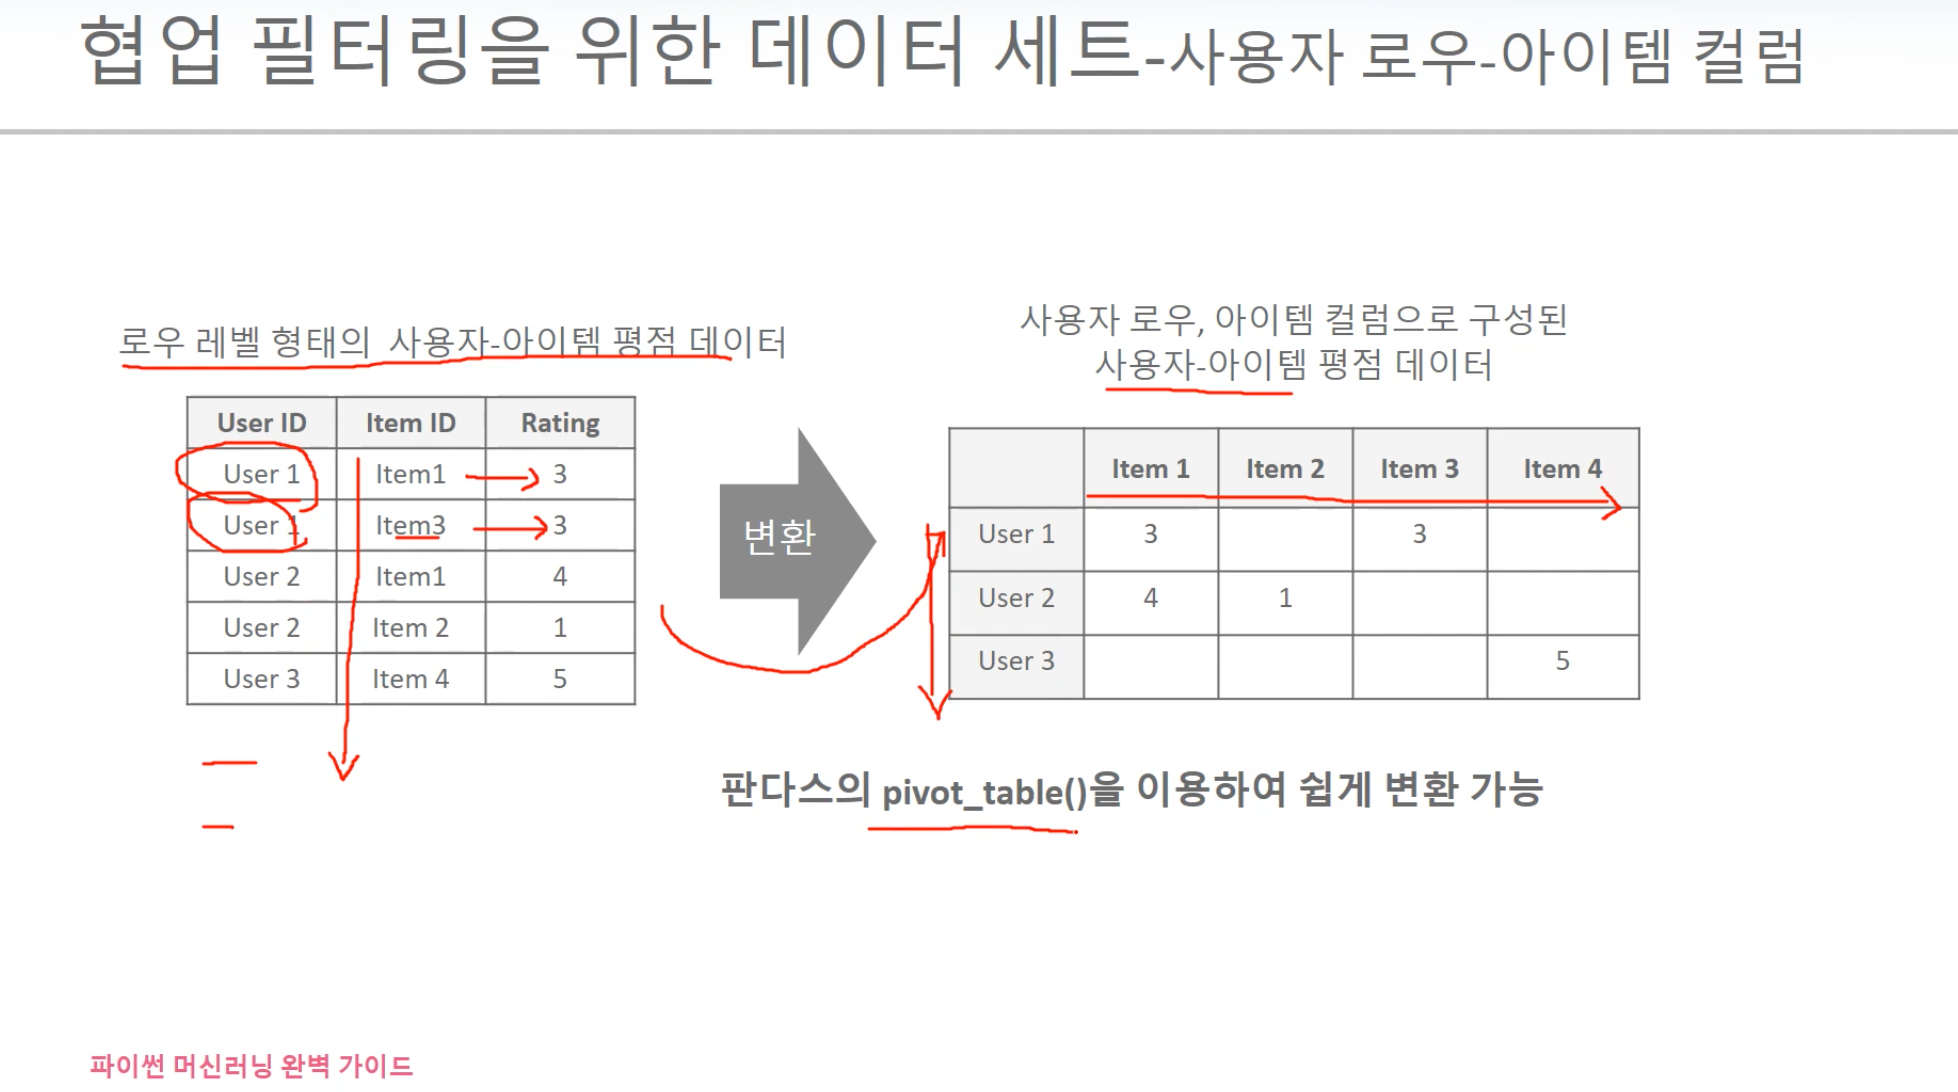 협업 필터링을 위한 데이터 세트-사용자 로우-아이템 컬럼
로우 레벨 형태의 사용자-아이템 평점 데이터
User ID Item ID Rating
User 1 Item1 3
User 1 Item3 3
User 2 Item1 4
User 2 Item 2 1
User 3 Item 4 5
변환
사용자 로우, 아이템 컬럼으로 구성된
사용자-아이템 평점 데이터
Item 1 Item 2 Item 3 Item 4
User 1 3 3
User 2 4 1
User 3 5
판다스의 pivot_table()을 이용하여 쉽게 변환 가능
파이썬 머신러닝 완벽 가이드